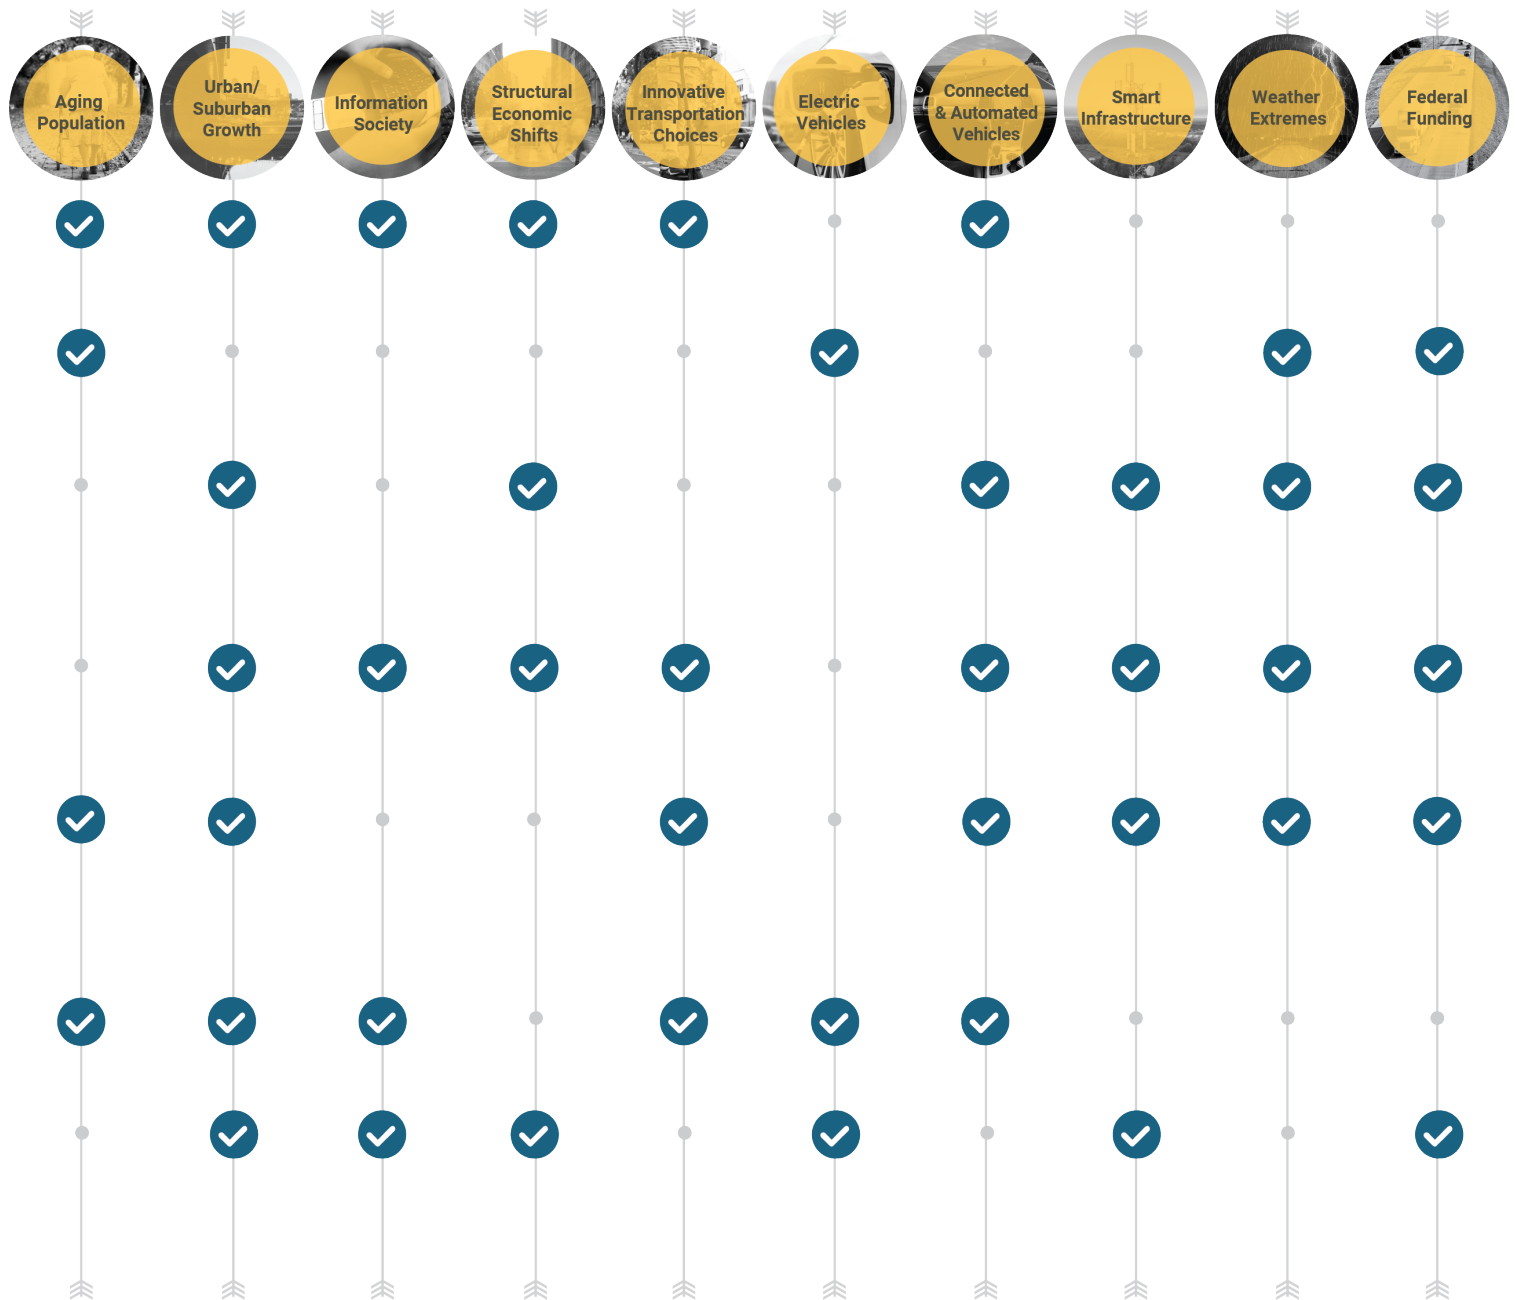 Aging
Population
Urban/
Suburban
Growth
Information
Society
Structural
Economic
Shifts
Innovative
Transportation
Choices
Electric
Vehicles
Connected
& Automated
Vehicles
Smart
Infrastructure
Weather
Extremes
Federal
Funding